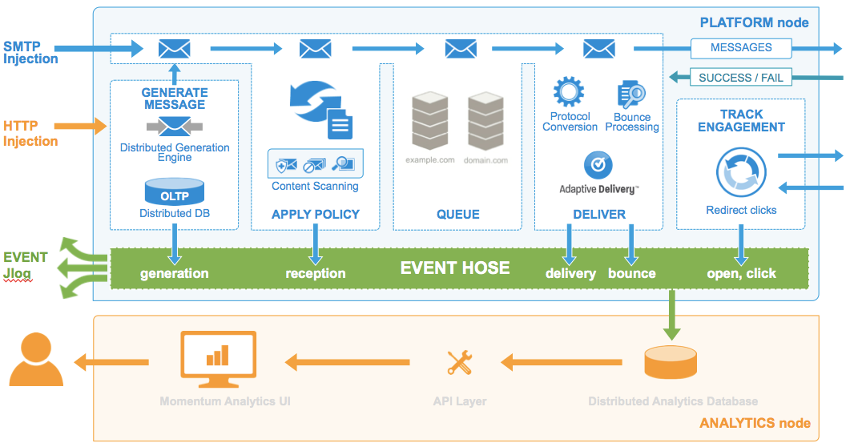 PLATFORM node
SMTP
Injection
MESSAGES
SUCCESS / FAIL
GENERATE
MESSAGE
HTTP
Injection
Distributed Generation
Engine
OLTP
Distributed DB
Content Scanning
APPLY POLICY
example.com
domain.com
QUEUE
Protocol
Conversion
Bounce
Processing
Adaptive Delivery™
DELIVER
TRACK
ENGAGEMENT
Redirect clicks
EVENT
Jlog
generation
reception
EVENT HOSE
delivery
bounce
open, click
Momentum Analytics UI
API Layer
Distributed Analytics Database
ANALYTICS node